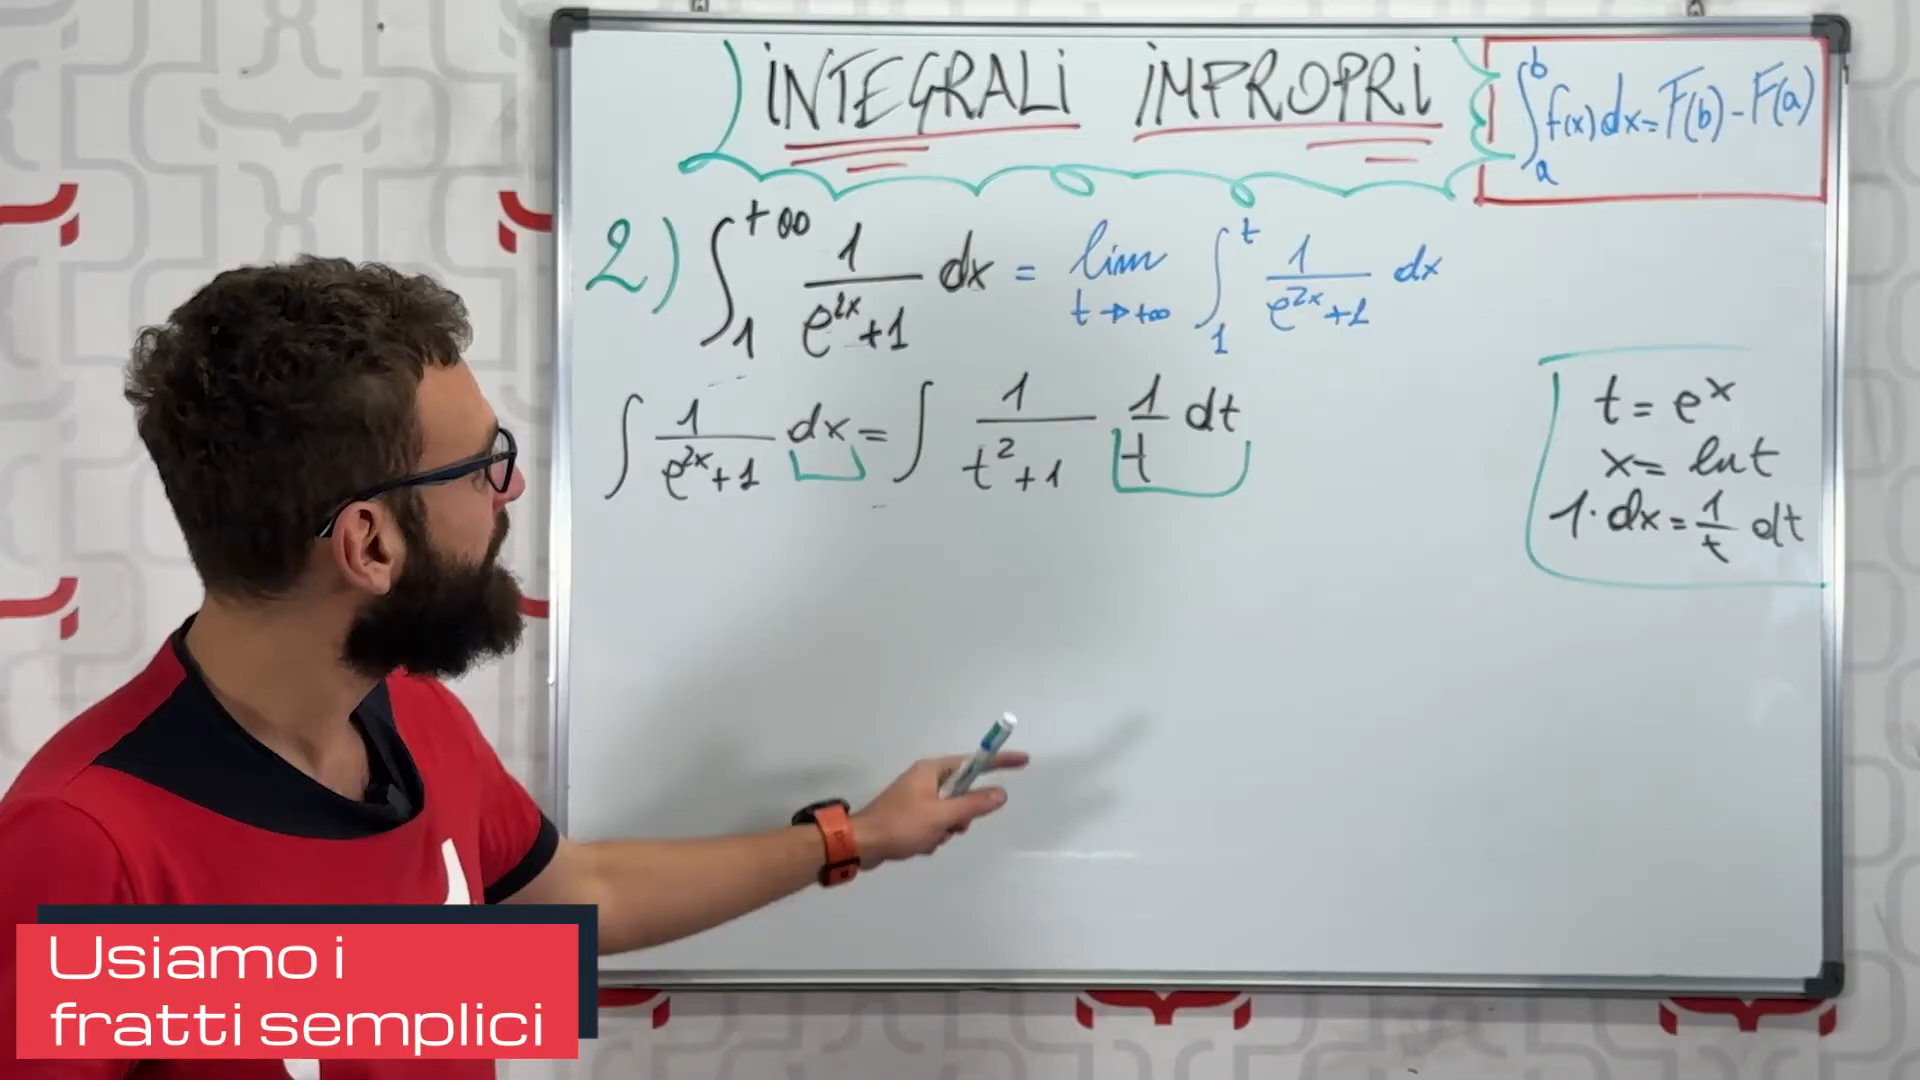 INTEGRALI IMPROPRI
∫_a^b f(x) dx = F(b) - F(a)
2) ∫_1^{+∞} 1/(e^{2x}+1) dx = lim_{t→+∞} ∫_1^t 1/(e^{2x}+1) dx
∫ 1/(e^{2x}+1) dx = ∫ 1/(t^2+1) 1/t dt
t = e^x
x = ln t
1·dx = 1/t dt
Usiamo i
fratti semplici